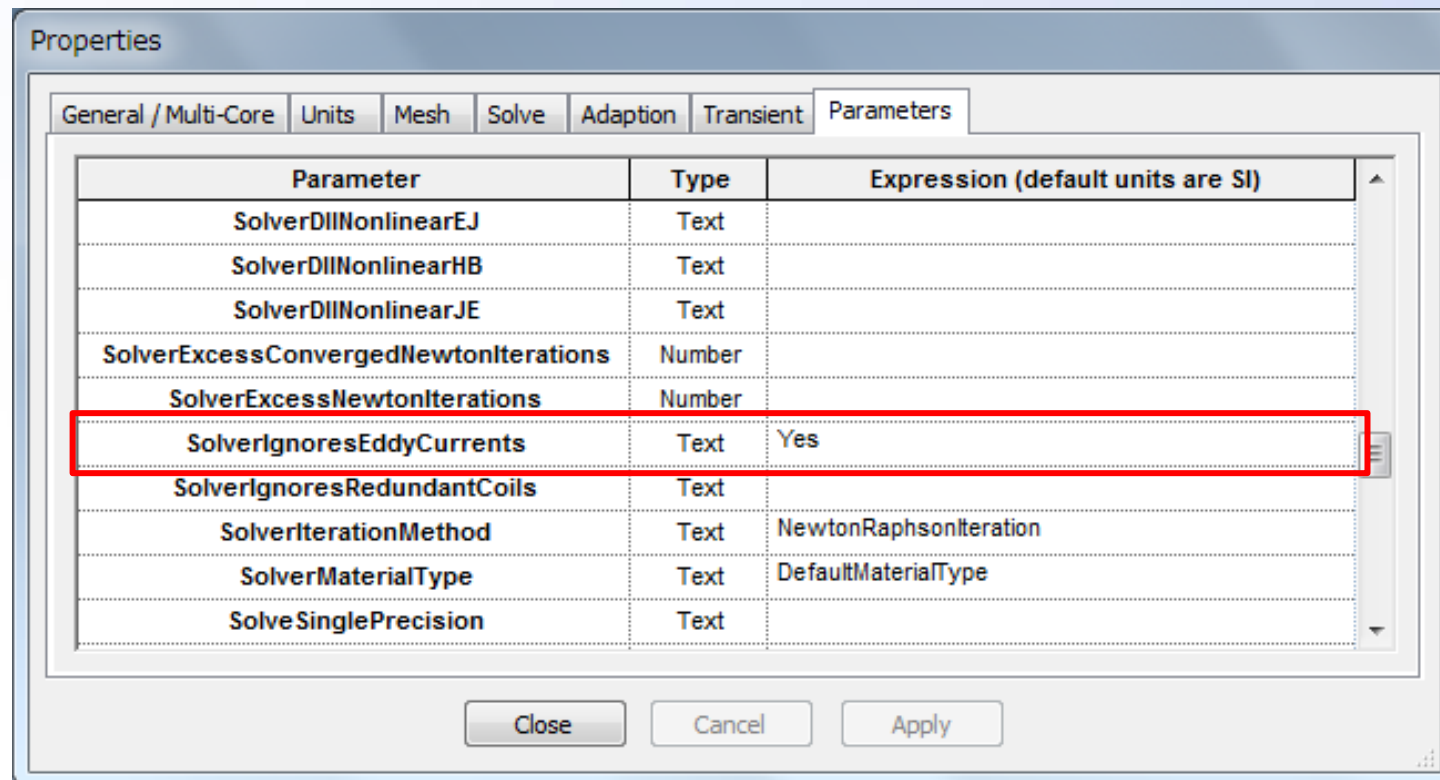 Properties
General / Multi-Core Units Mesh Solve Adaption Transient Parameters
Parameter Type Expression (default units are SI)
SolverDllNonlinearEJ Text
SolverDllNonlinearHB Text
SolverDllNonlinearJE Text
SolverExcessConvergedNewtonIterations Number
SolverExcessNewtonIterations Number
SolverIgnoresEddyCurrents Text Yes
SolverIgnoresRedundantCoils Text
SolverIterationMethod Text NewtonRaphsonIteration
SolverMaterialType Text DefaultMaterialType
SolveSinglePrecision Text
Close Cancel Apply